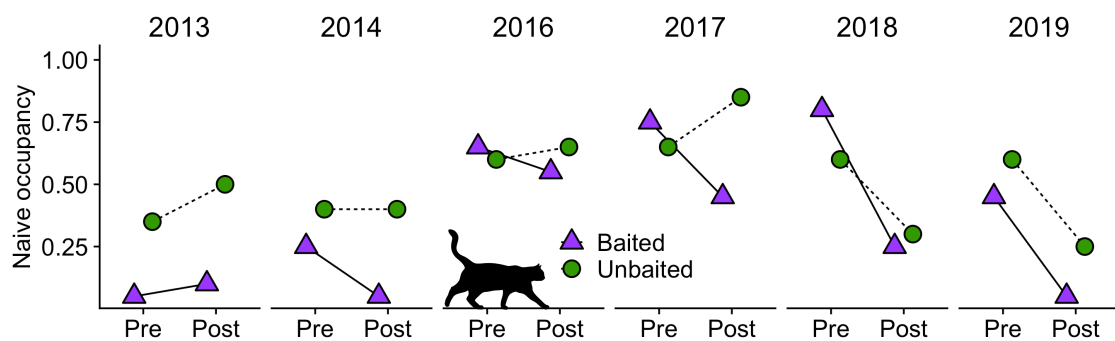 2013 2014 2016 2017 2018 2019
Naive occupancy
1.00
0.75
0.50
0.25
Baited
Unbaited
Pre Post Pre Post Pre Post Pre Post Pre Post Pre Post